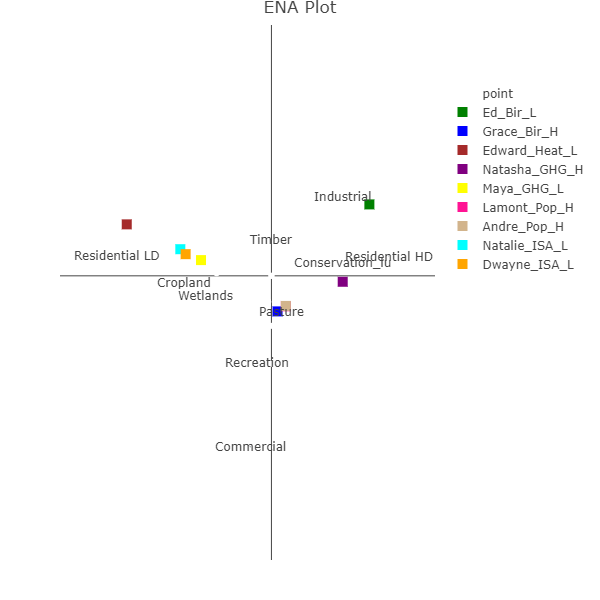 ENA Plot
point
Ed_Bir_L
Grace_Bir_H
Edward_Heat_L
Natasha_GHG_H
Maya_GHG_L
Lamont_Pop_H
Andre_Pop_H
Natalie_ISA_L
Dwayne_ISA_L
Industrial
Timber
Residential LD
Residential HD
Conservation_lu
Cropland
Wetlands
Pasture
Recreation
Commercial